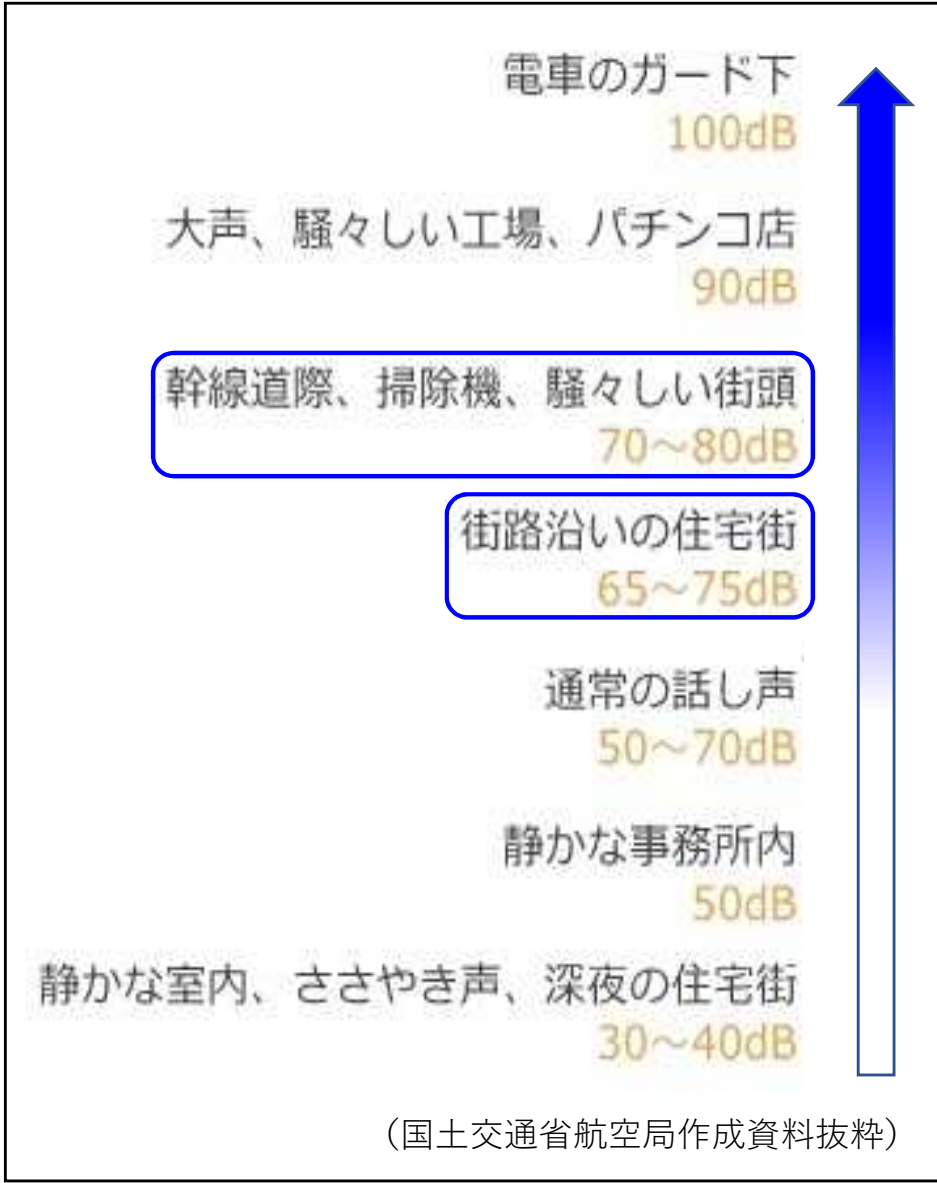 電車のガード下
100dB
大声、騒々しい工場、パチンコ店
90dB
幹線道際、掃除機、騒々しい街頭
70～80dB
街路沿いの住宅街
65～75dB
通常の話し声
50～70dB
静かな事務所内
50dB
静かな室内、ささやき声、深夜の住宅街
30～40dB
（国土交通省航空局作成資料抜粋）